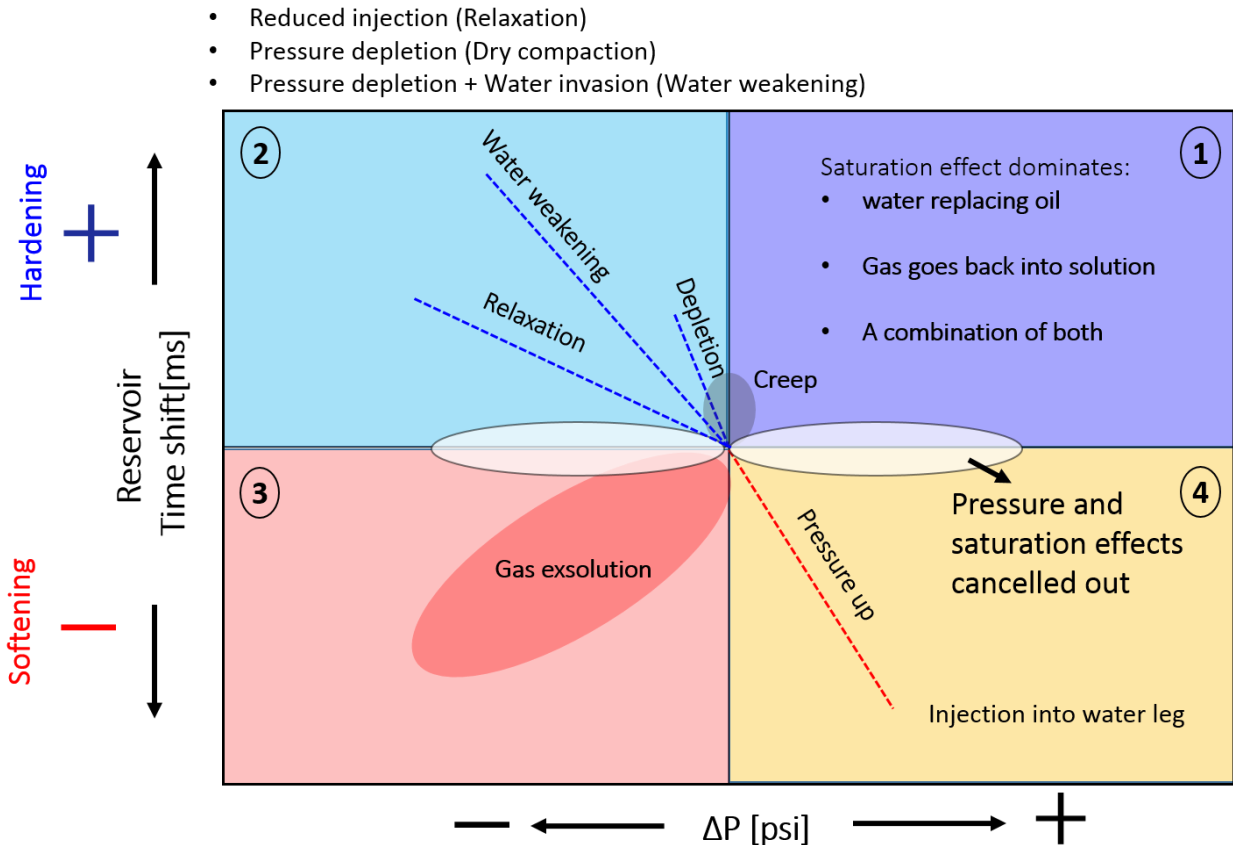 • Reduced injection (Relaxation)
• Pressure depletion (Dry compaction)
• Pressure depletion + Water invasion (Water weakening)
2
1
Water weakening
Relaxation
Depletion
Creep
Saturation effect dominates:
• water replacing oil
• Gas goes back into solution
• A combination of both
Hardening
+
Reservoir
Time shift[ms]
Softening
−
3
4
Gas exsolution
Pressure up
Pressure and
saturation effects
cancelled out
Injection into water leg
− ΔP [psi] +